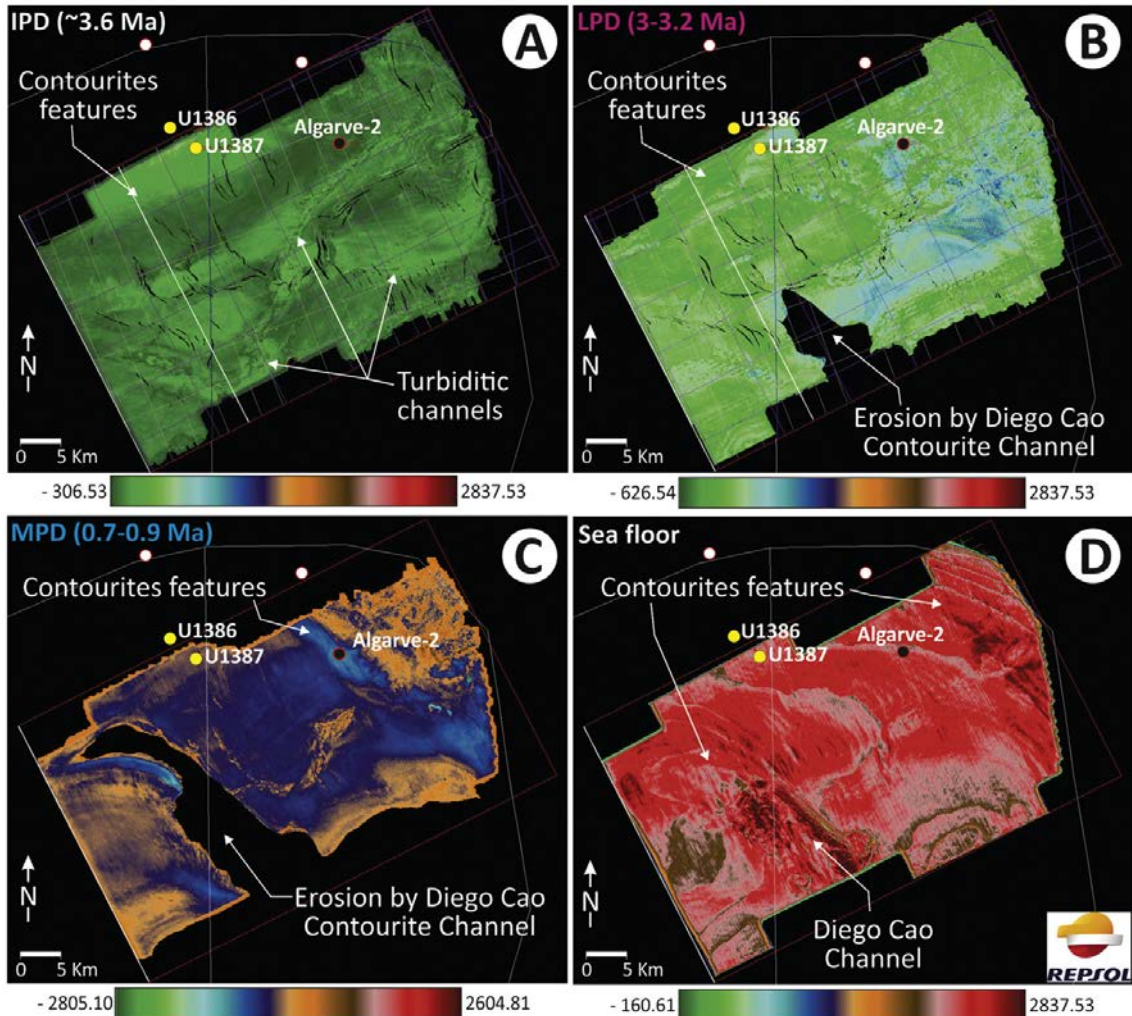 IPD (~3.6 Ma)
A
Contourites
features
U1386
U1387
Algarve-2
N
Turbiditic
channels
0 5 Km
- 306.53 2837.53
LPD (3-3.2 Ma)
B
Contourites
features
U1386
U1387
Algarve-2
N
Erosion by Diego Cao
Contourite Channel
0 5 Km
- 626.54 2837.53
MPD (0.7-0.9 Ma)
C
Contourites features
U1386
U1387
Algarve-2
N
Erosion by Diego Cao
Contourite Channel
0 5 Km
- 2805.10 2604.81
Sea floor
D
Contourites features
U1386
U1387
Algarve-2
N
Diego Cao
Channel
0 5 Km
REPSOL
- 160.61 2837.53